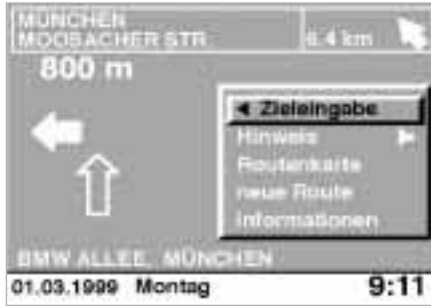 MÜNCHEN
MOOSACHER STR. 6.4 km
800 m
Zieleingabe
Hinweis
Routenkarte
neue Route
Informationen
BMW ALLEE, MÜNCHEN
01.03.1999 Montag 9:11